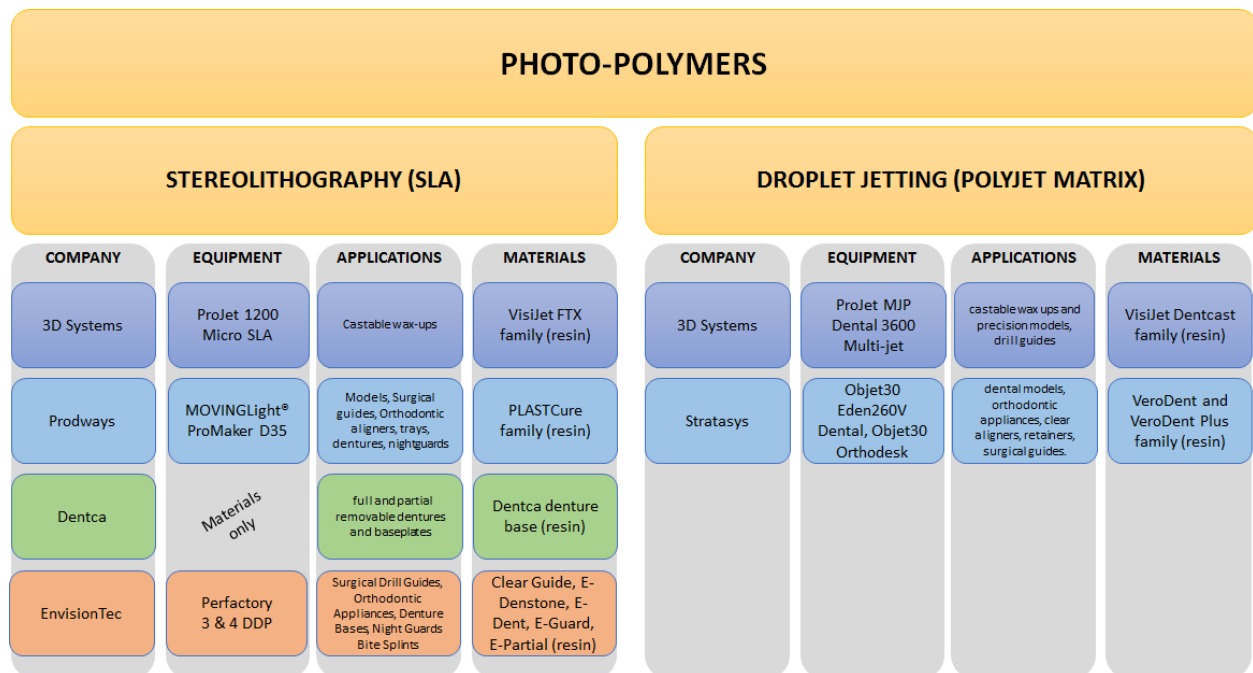 PHOTO-POLYMERS
STEREOLITHOGRAPHY (SLA)
COMPANY
EQUIPMENT
APPLICATIONS
MATERIALS
3D Systems
ProJet 1200
Micro SLA
Castable wax-ups
VisiJet FTX
family (resin)
Prodways
MOVINGLight®
ProMaker D35
Models, Surgical
guides, Orthodontic
aligners, trays,
dentures, nightguards
PLASTCure
family (resin)
Dentca
Materials
only
full and partial
removable dentures
and baseplates
Dentca denture
base (resin)
EnvisionTec
Perfactory
3 & 4 DDP
Surgical Drill Guides,
Orthodontic
Appliances, Denture
Bases, Night Guards
Bite Splints
Clear Guide, E-
Denstone, E-
Dent, E-Guard,
E-Partial (resin)
DROPLET JETTING (POLYJET MATRIX)
COMPANY
EQUIPMENT
APPLICATIONS
MATERIALS
3D Systems
ProJet MJP
Dental 3600
Multi-jet
castable wax ups and
precision models,
drill guides
VisiJet Dentcast
family (resin)
Stratasys
Objet30
Eden260V
Dental, Objet30
Orthodesk
dental models,
orthodontic
appliances, clear
aligners, retainers,
surgical guides.
VeroDent and
VeroDent Plus
family (resin)